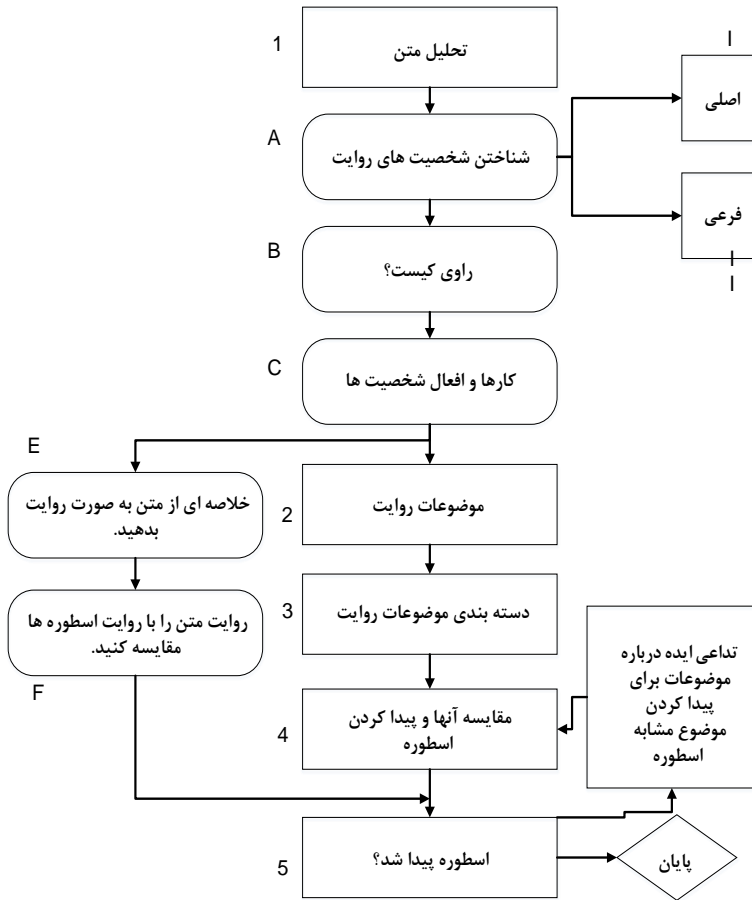 1
تحلیل متن
I
اصلی
A
شناختن شخصیت های روایت
فرعی
I
I
B
راوی کیست؟
C
کارها و افعال شخصیت ها
E
خلاصه ای از متن به صورت روایت
بدهید.
2
موضوعات روایت
3
دسته بندی موضوعات روایت
روایت متن را با روایت اسطوره ها
مقایسه کنید.
F
تداعی ایده درباره
موضوعات برای
پیدا کردن
موضوع مشابه
اسطوره
4
مقایسه آنها و پیدا کردن
اسطوره
5
اسطوره پیدا شد؟
پایان